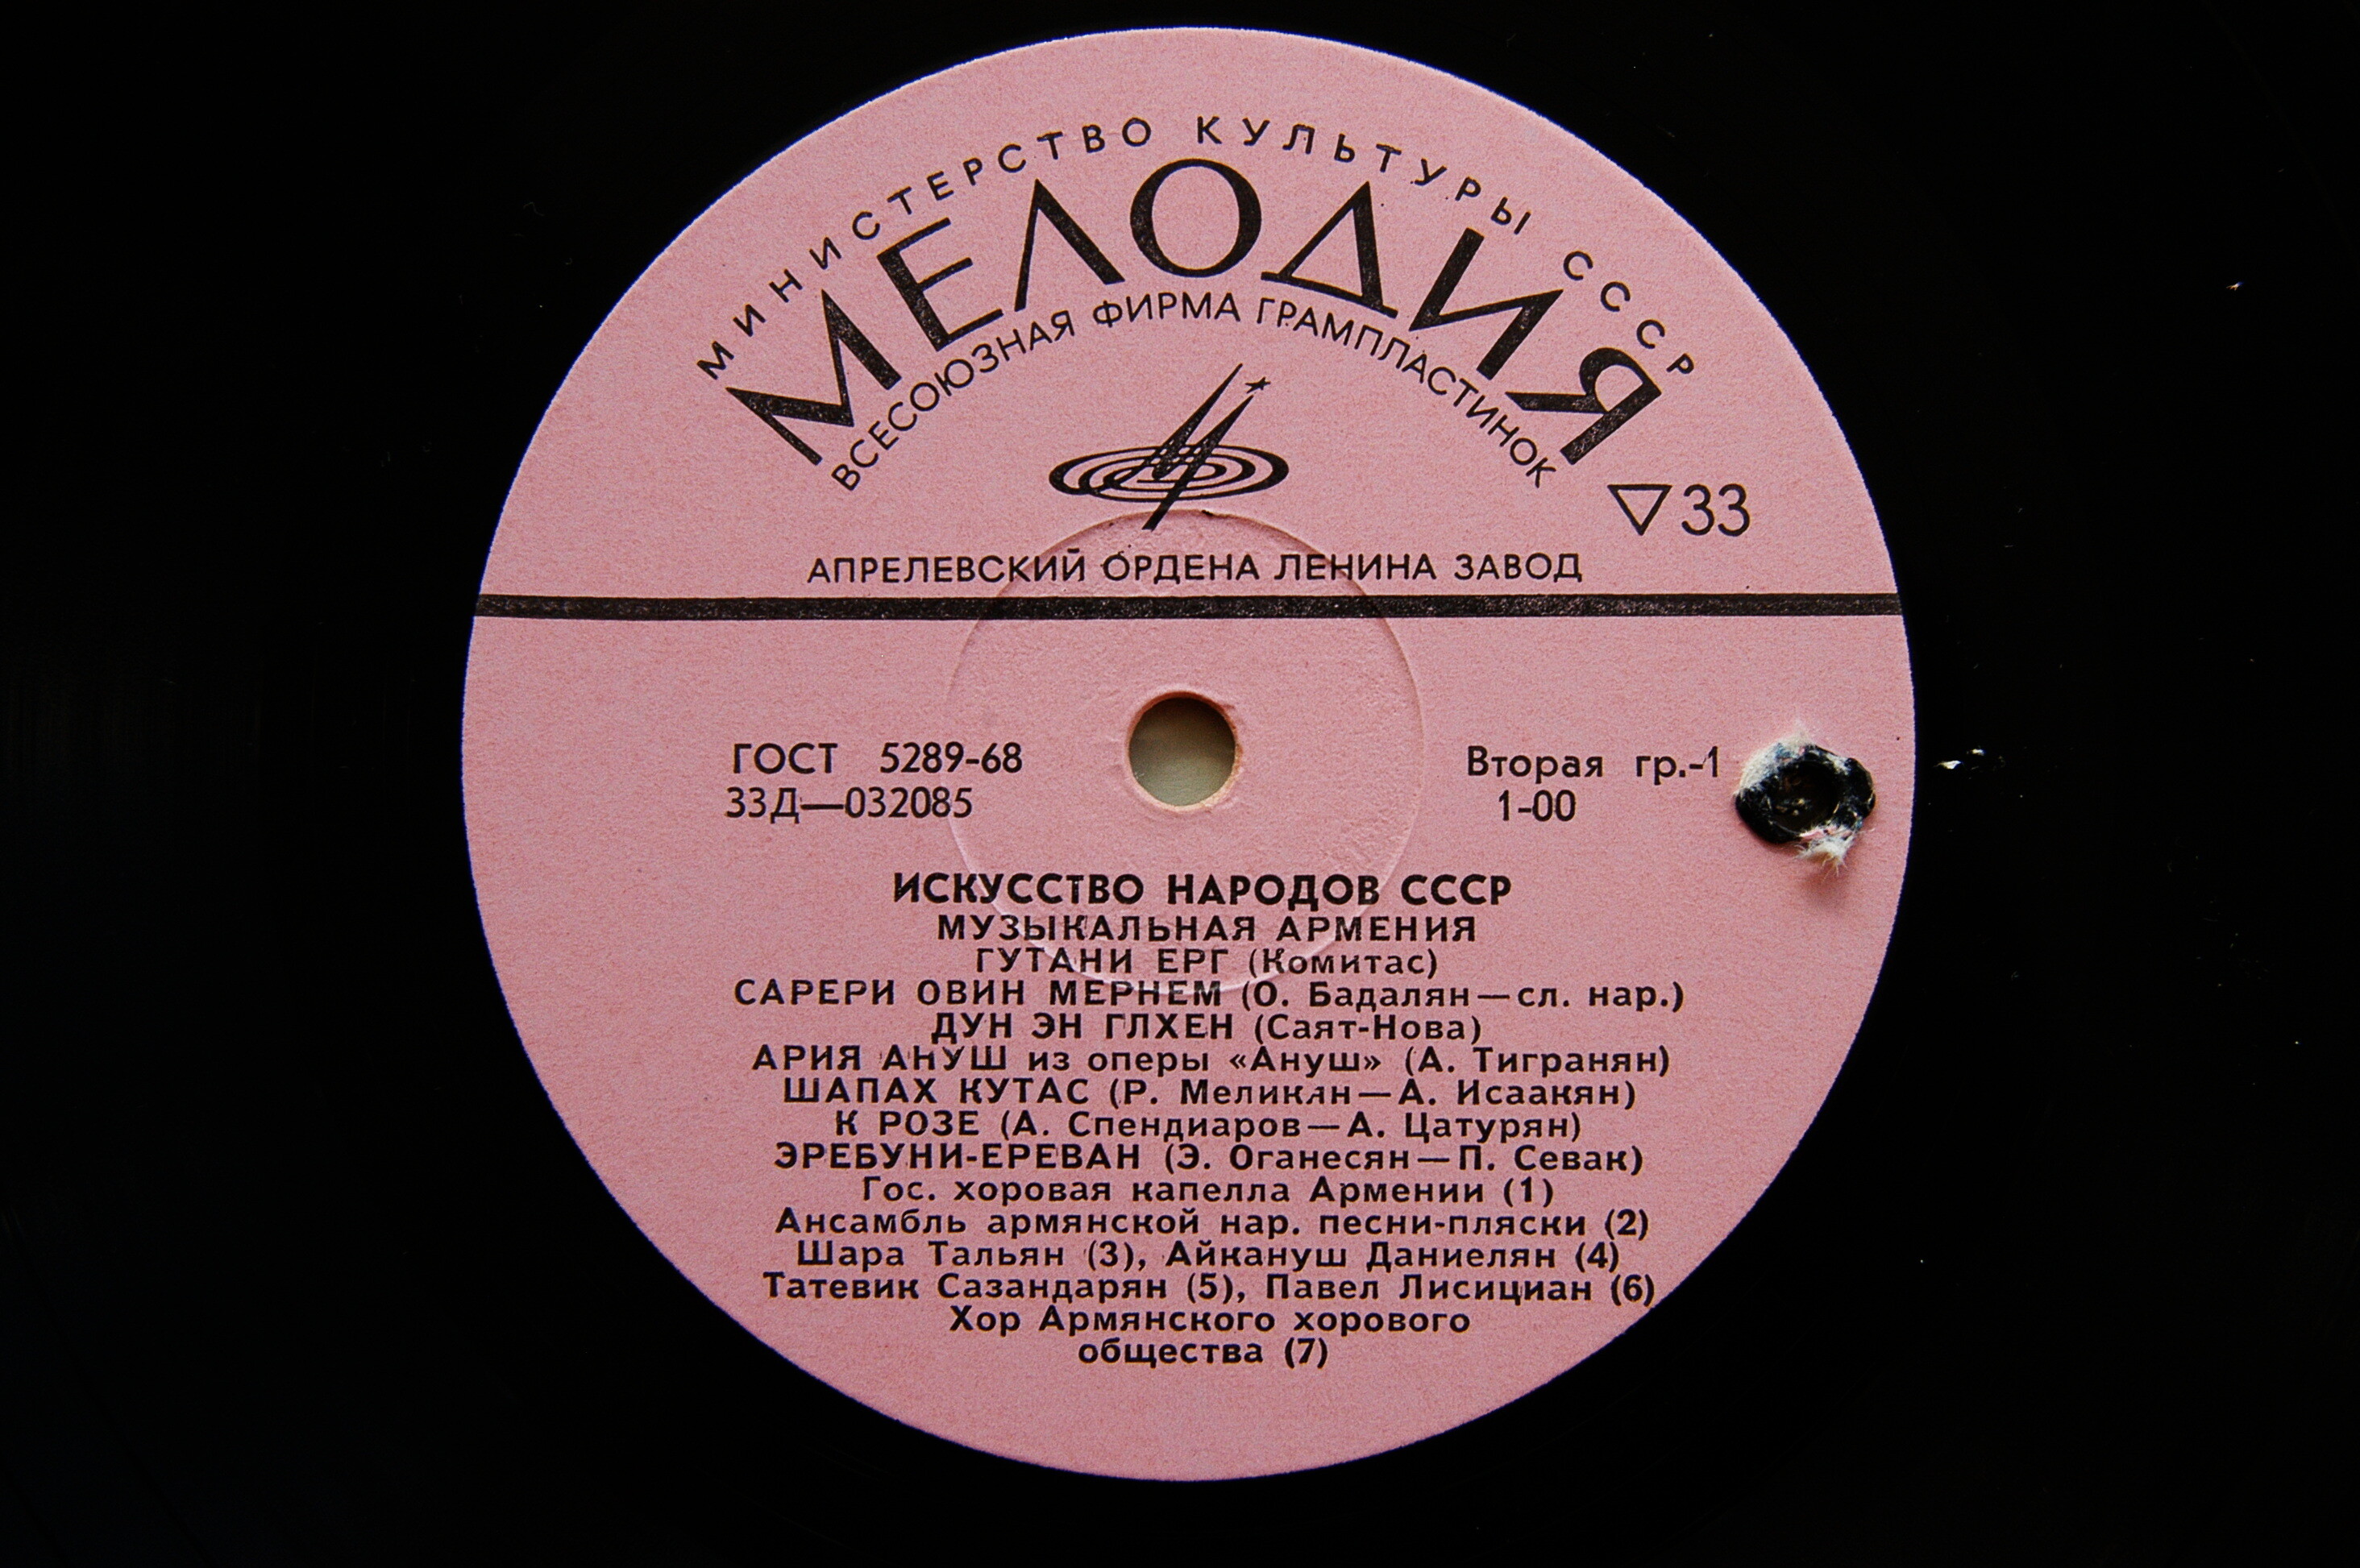 МИНИСТЕРСТВО КУЛЬТУРЫ СССР
МЕЛОДИЯ
ВСЕСОЮЗНАЯ ФИРМА ГРАМПЛАСТИНОК
▽33
АПРЕЛЕВСКИЙ ОРДЕНА ЛЕНИНА ЗАВОД
ГОСТ 5289-68
Вторая гр.-1
33Д—032085
1-00
ИСКУССТВО НАРОДОВ СССР
МУЗЫКАЛЬНАЯ АРМЕНИЯ
ГУТАНИ ЕРГ (Комитас)
САРЕРИ ОВИН МЕРНЕМ (О. Бадалян—сл. нар.)
ДУН ЭН ГЛХЕН (Саят-Нова)
АРИЯ АНУШ из оперы «Ануш» (А. Тигранян)
ШАПАХ КУТАС (Р. Меликян—А. Исаакян)
К РОЗЕ (А. Спендиаров—А. Цатурян)
ЭРЕБУНИ-ЕРЕВАН (Э. Оганесян—П. Севак)
Гос. хоровая капелла Армении (1)
Ансамбль армянской нар. песни-пляски (2)
Шара Тальян (3), Айкануш Даниелян (4)
Татевик Сазандарян (5), Павел Лисициан (6)
Хор Армянского хорового
общества (7)